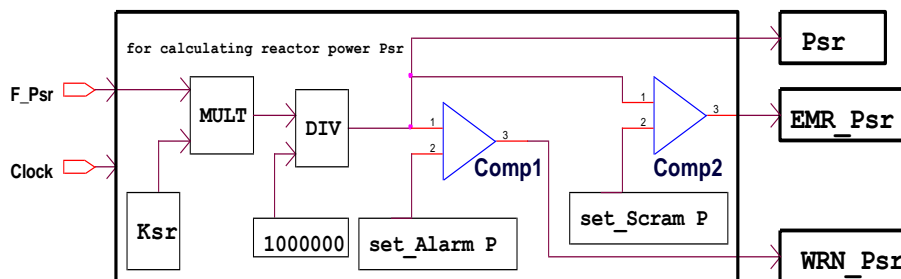 for calculating reactor power Psr
Psr
F_Psr
MULT
DIV
1
2
3
Comp1
1
2
3
Comp2
EMR_Psr
Clock
Ksr
1000000
set_Alarm P
set_Scram P
WRN_Psr